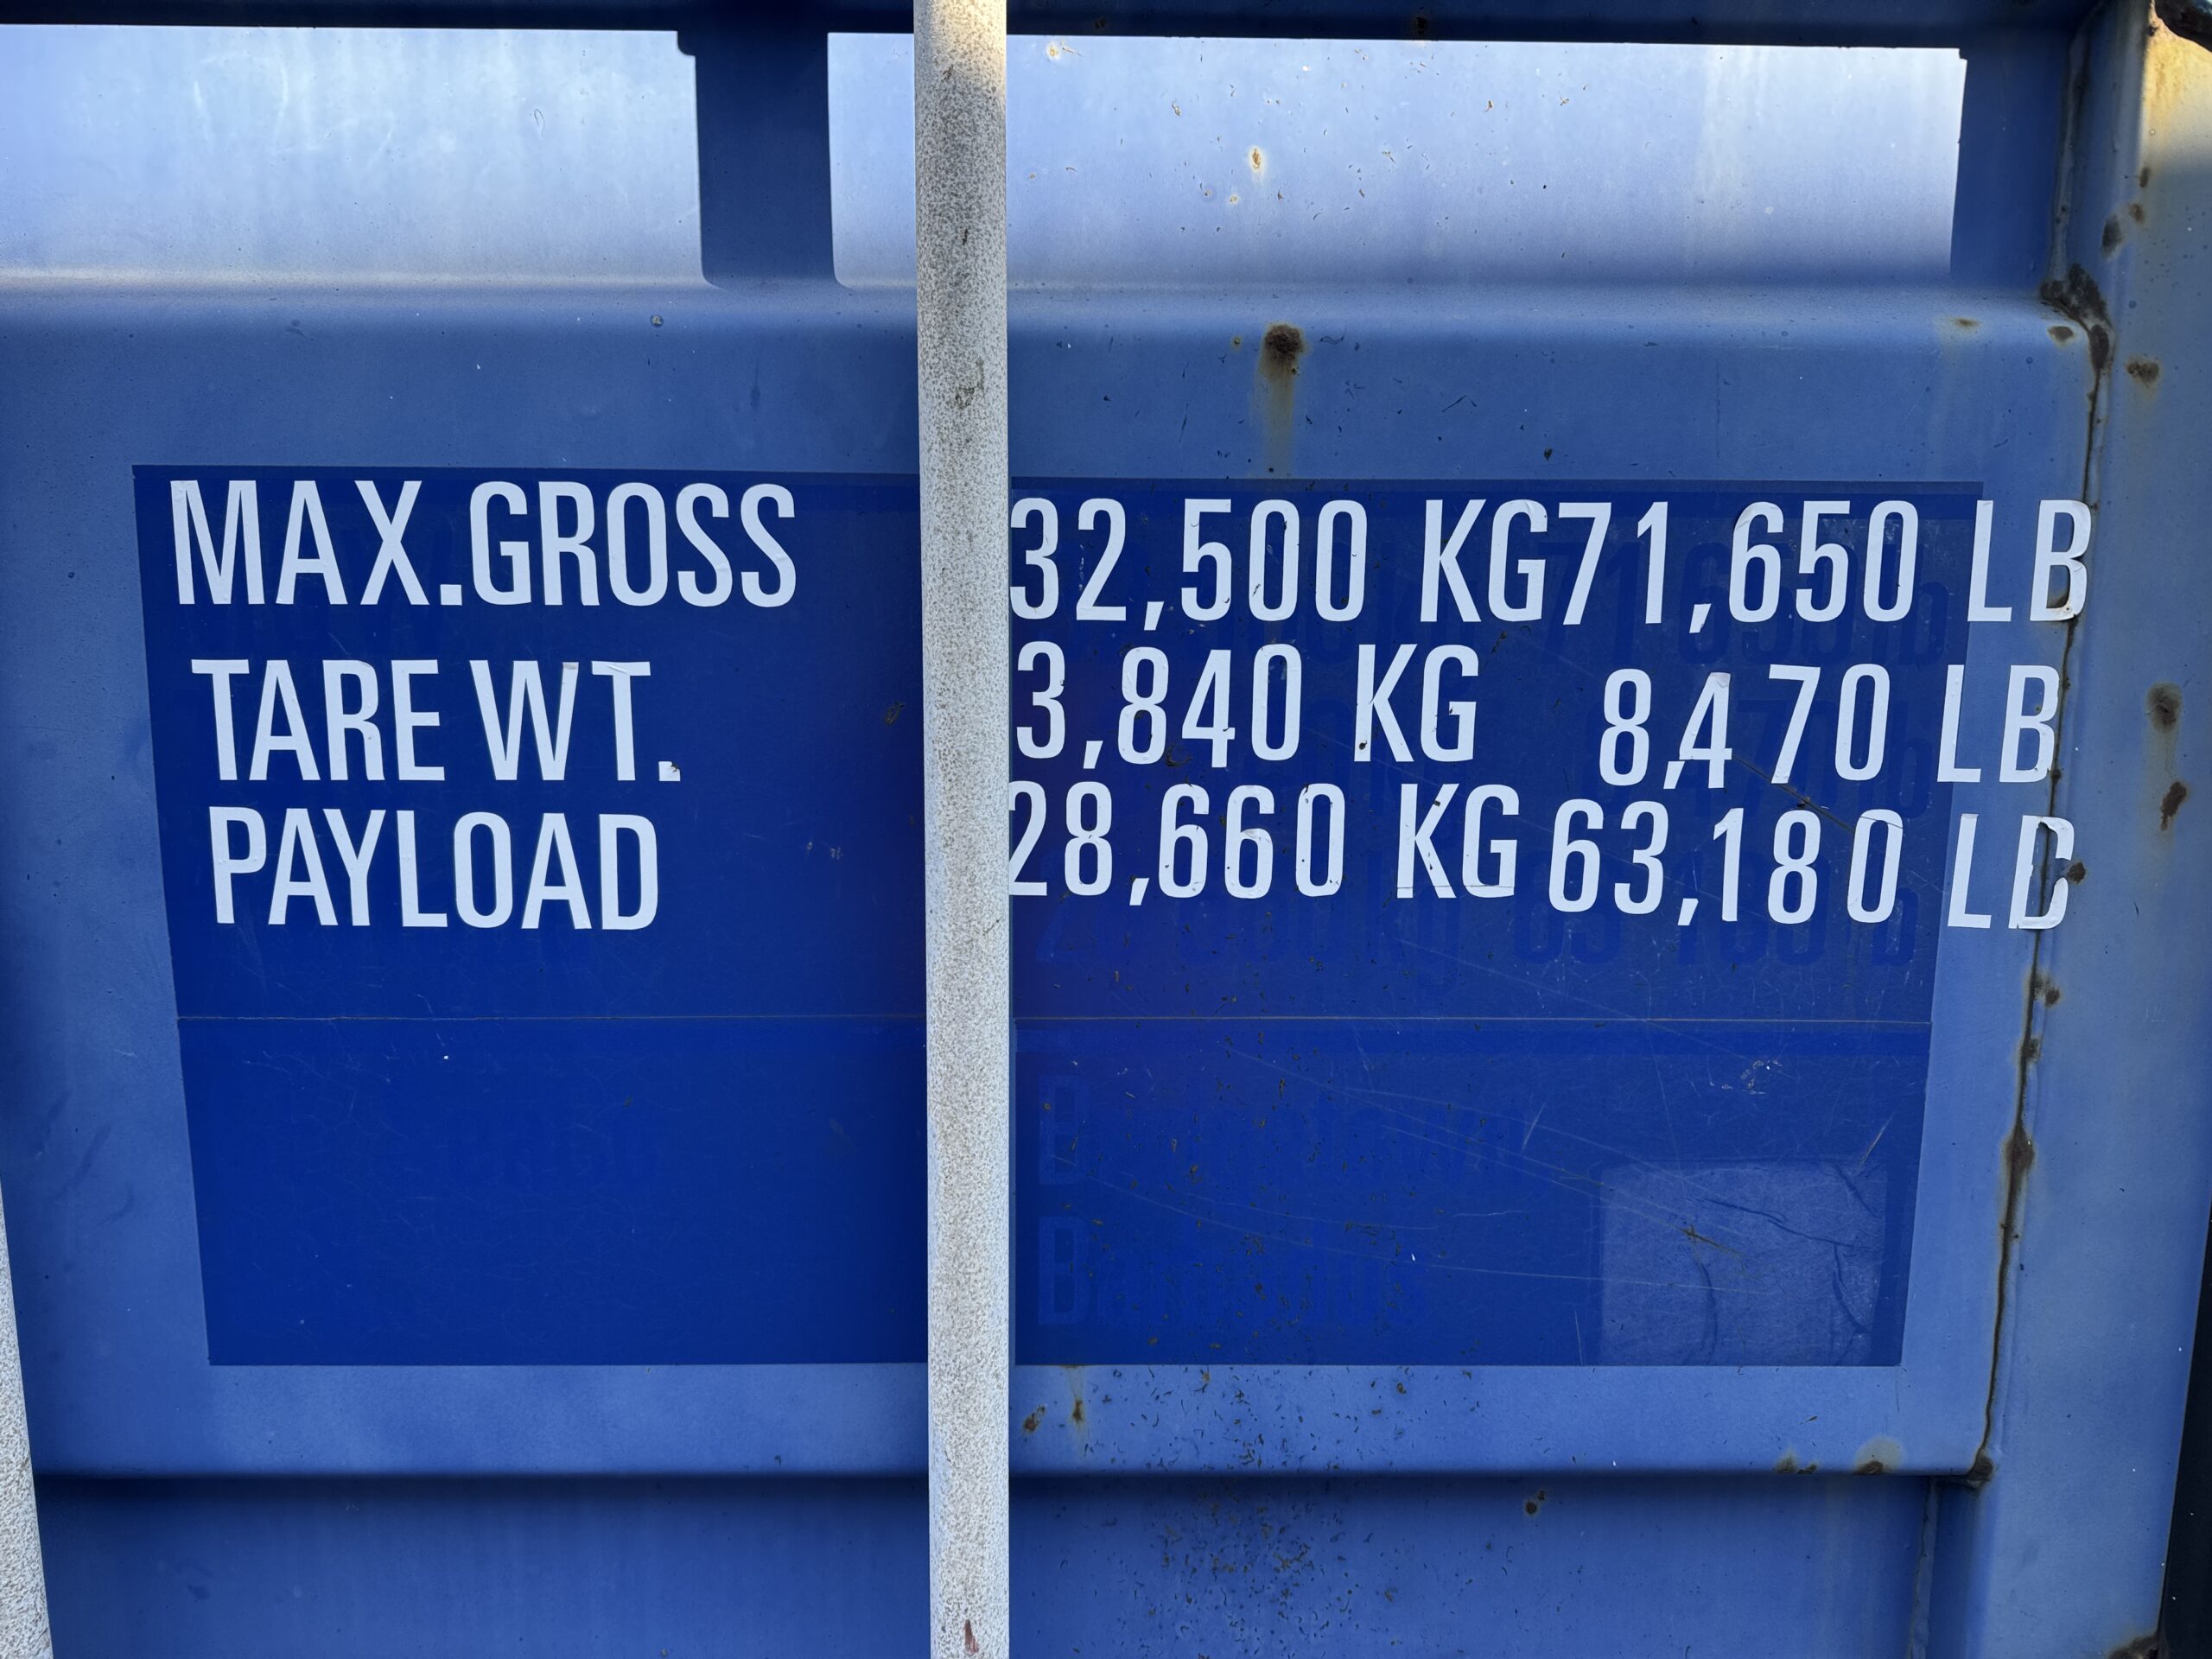 MAX.GROSS 32,500 KG 71,650 LB
TARE WT. 3,840 KG 8,470 LB
PAYLOAD 28,660 KG 63,180 LB